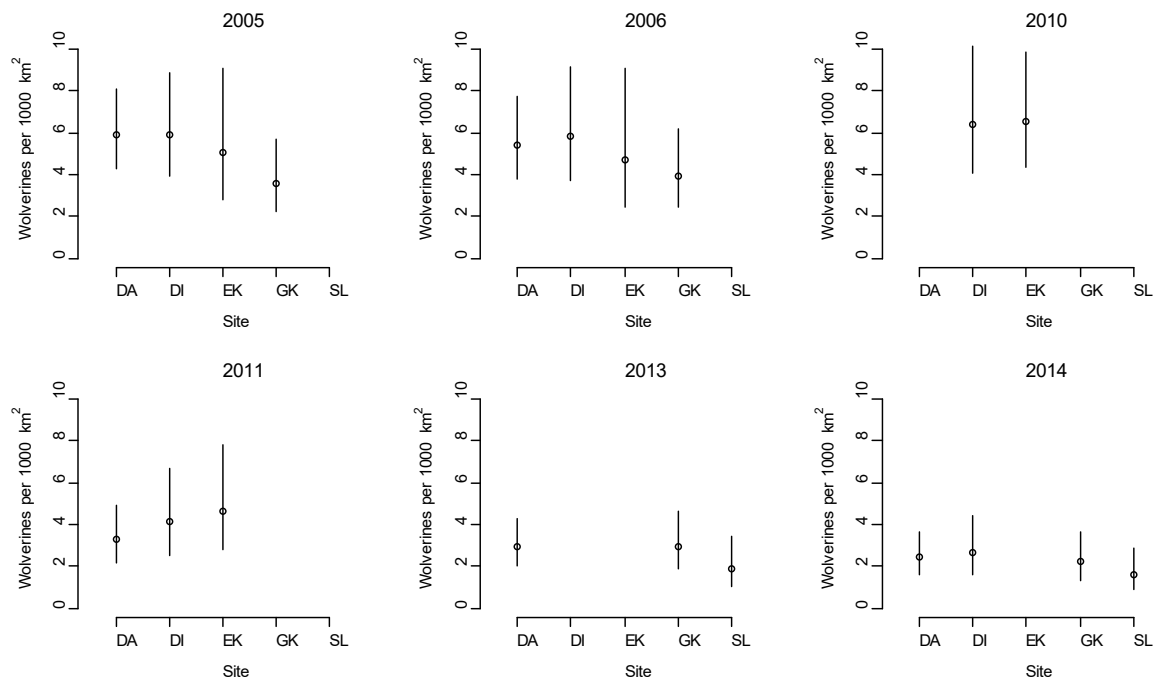 2005
Wolverines per 1000 km²
0 2 4 6 8 10
DA DI EK GK SL
Site
2006
Wolverines per 1000 km²
0 2 4 6 8 10
DA DI EK GK SL
Site
2010
Wolverines per 1000 km²
0 2 4 6 8 10
DA DI EK GK SL
Site
2011
Wolverines per 1000 km²
0 2 4 6 8 10
DA DI EK GK SL
Site
2013
Wolverines per 1000 km²
0 2 4 6 8 10
DA DI EK GK SL
Site
2014
Wolverines per 1000 km²
0 2 4 6 8 10
DA DI EK GK SL
Site